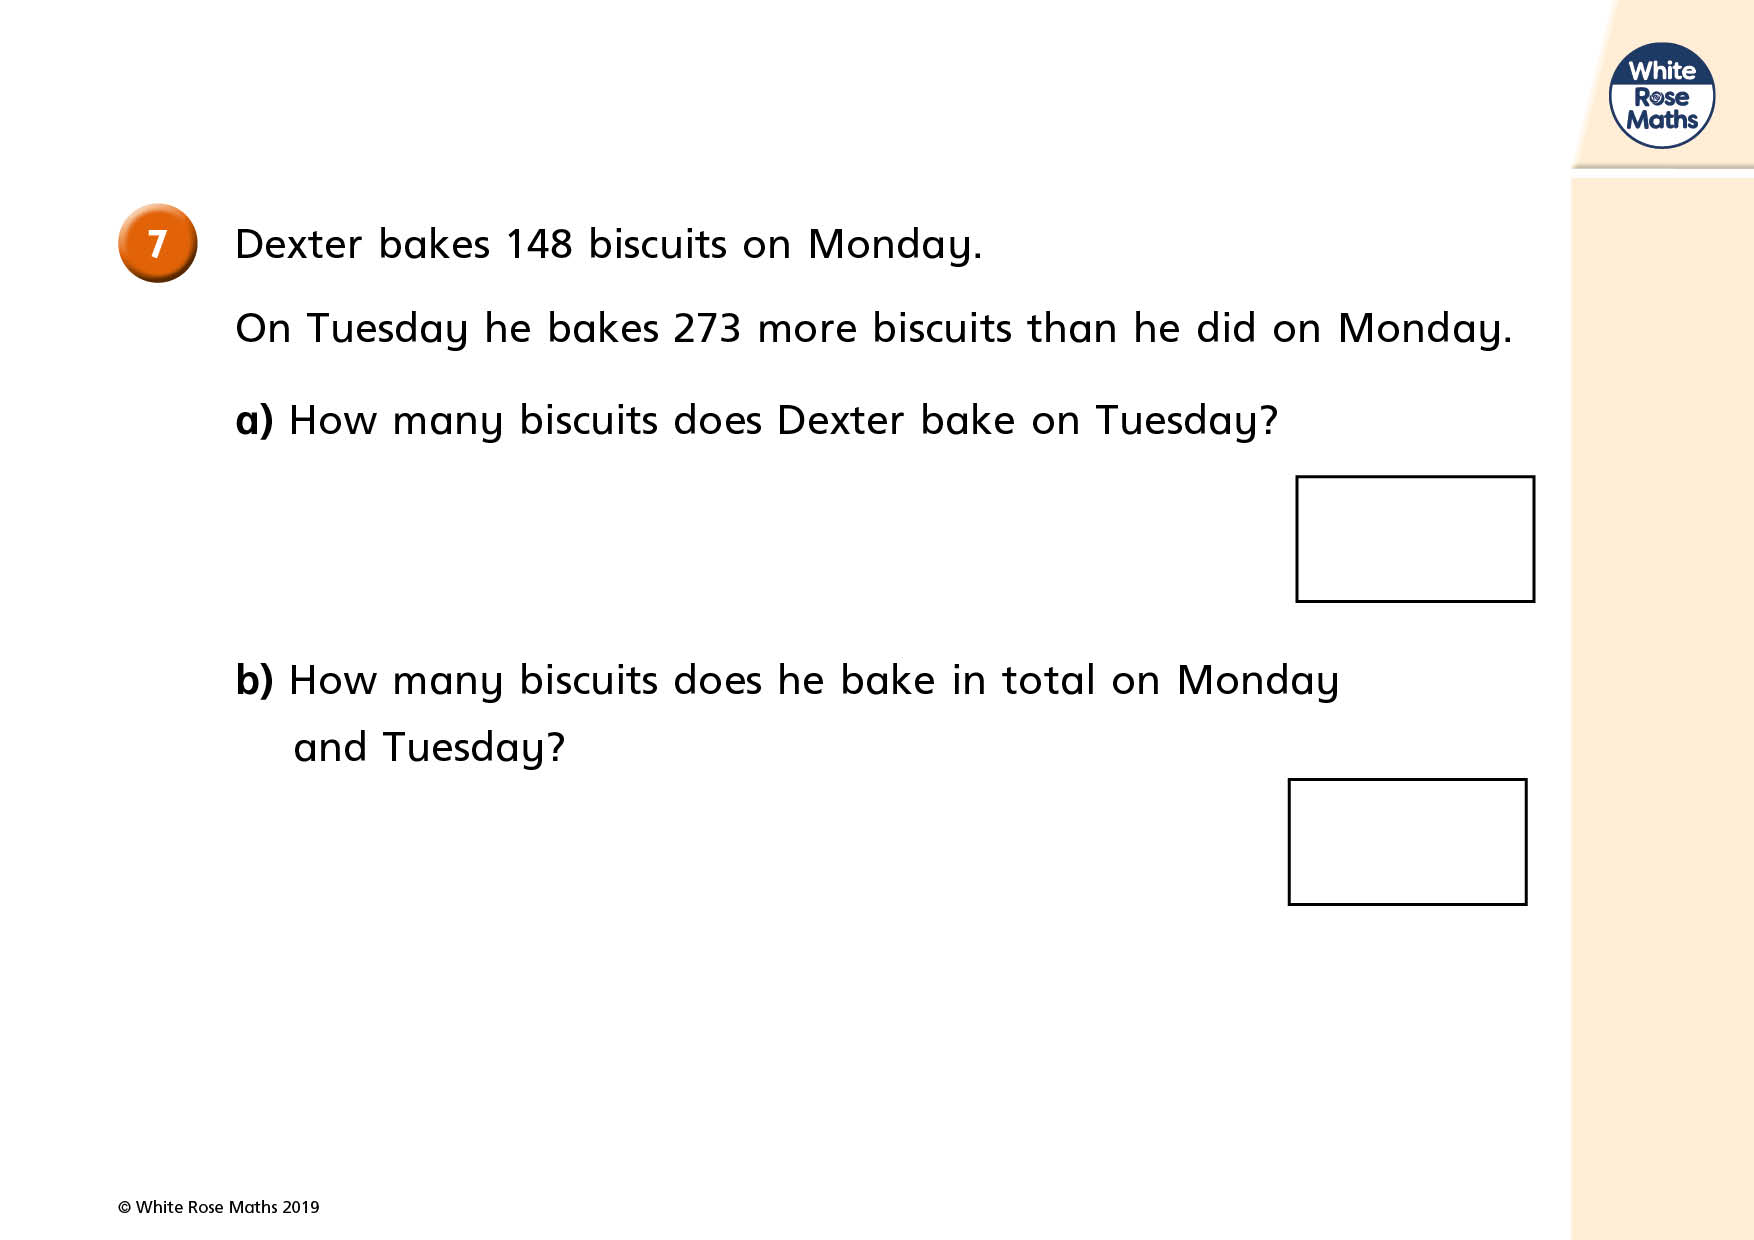 White
Rose
Maths
7 Dexter bakes 148 biscuits on Monday.
On Tuesday he bakes 273 more biscuits than he did on Monday.
a) How many biscuits does Dexter bake on Tuesday?
b) How many biscuits does he bake in total on Monday
and Tuesday?
© White Rose Maths 2019